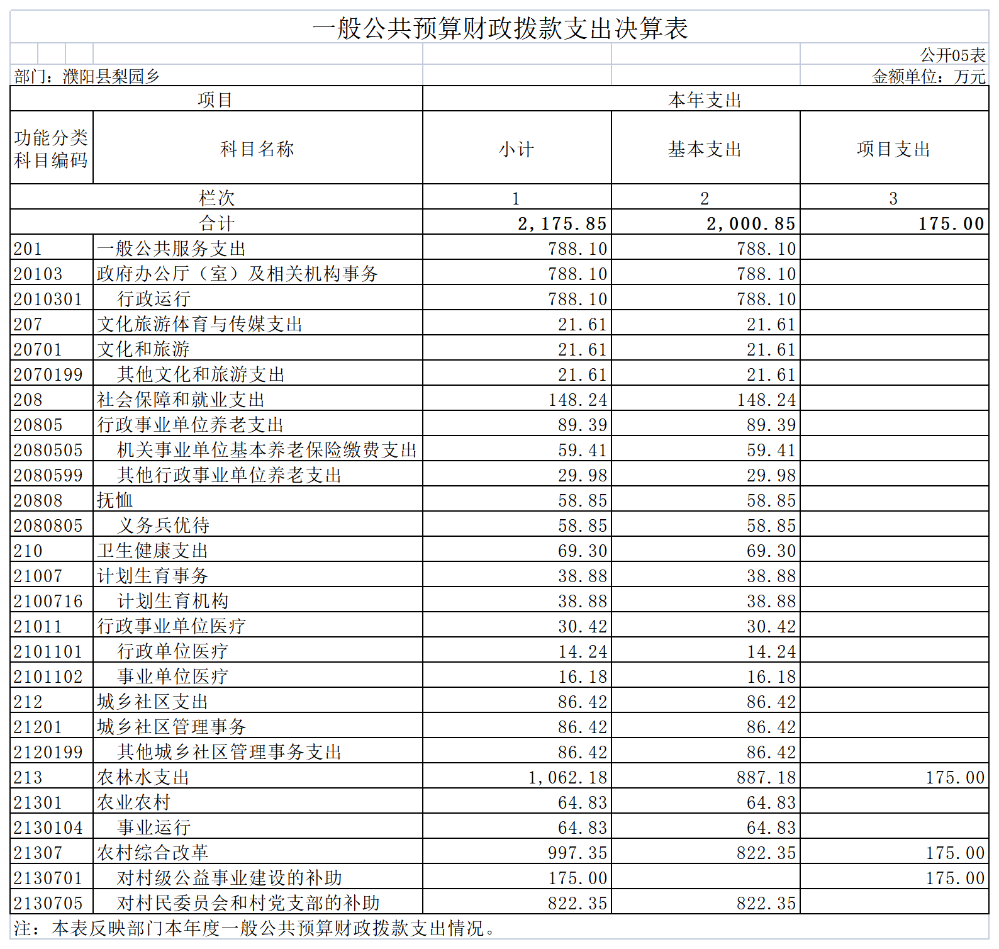 一般公共预算财政拨款支出决算表
公开05表
部门：濮阳县梨园乡 金额单位：万元
项目 本年支出
功能分类科目编码 科目名称 小计 基本支出 项目支出
栏次 1 2 3
合计 2,175.85 2,000.85 175.00
201 一般公共服务支出 788.10 788.10
20103 政府办公厅（室）及相关机构事务 788.10 788.10
2010301 行政运行 788.10 788.10
207 文化旅游体育与传媒支出 21.61 21.61
20701 文化和旅游 21.61 21.61
2070199 其他文化和旅游支出 21.61 21.61
208 社会保障和就业支出 148.24 148.24
20805 行政事业单位养老支出 89.39 89.39
2080505 机关事业单位基本养老保险缴费支出 59.41 59.41
2080599 其他行政事业单位养老支出 29.98 29.98
20808 抚恤 58.85 58.85
2080805 义务兵优待 58.85 58.85
210 卫生健康支出 69.30 69.30
21007 计划生育事务 38.88 38.88
2100716 计划生育机构 38.88 38.88
21011 行政事业单位医疗 30.42 30.42
2101101 行政单位医疗 14.24 14.24
2101102 事业单位医疗 16.18 16.18
212 城乡社区支出 86.42 86.42
21201 城乡社区管理事务 86.42 86.42
2120199 其他城乡社区管理事务支出 86.42 86.42
213 农林水支出 1,062.18 887.18 175.00
21301 农业农村 64.83 64.83
2130104 事业运行 64.83 64.83
21307 农村综合改革 997.35 822.35 175.00
2130701 对村级公益事业建设的补助 175.00 175.00
2130705 对村民委员会和村党支部的补助 822.35 822.35
注：本表反映部门本年度一般公共预算财政拨款支出情况。